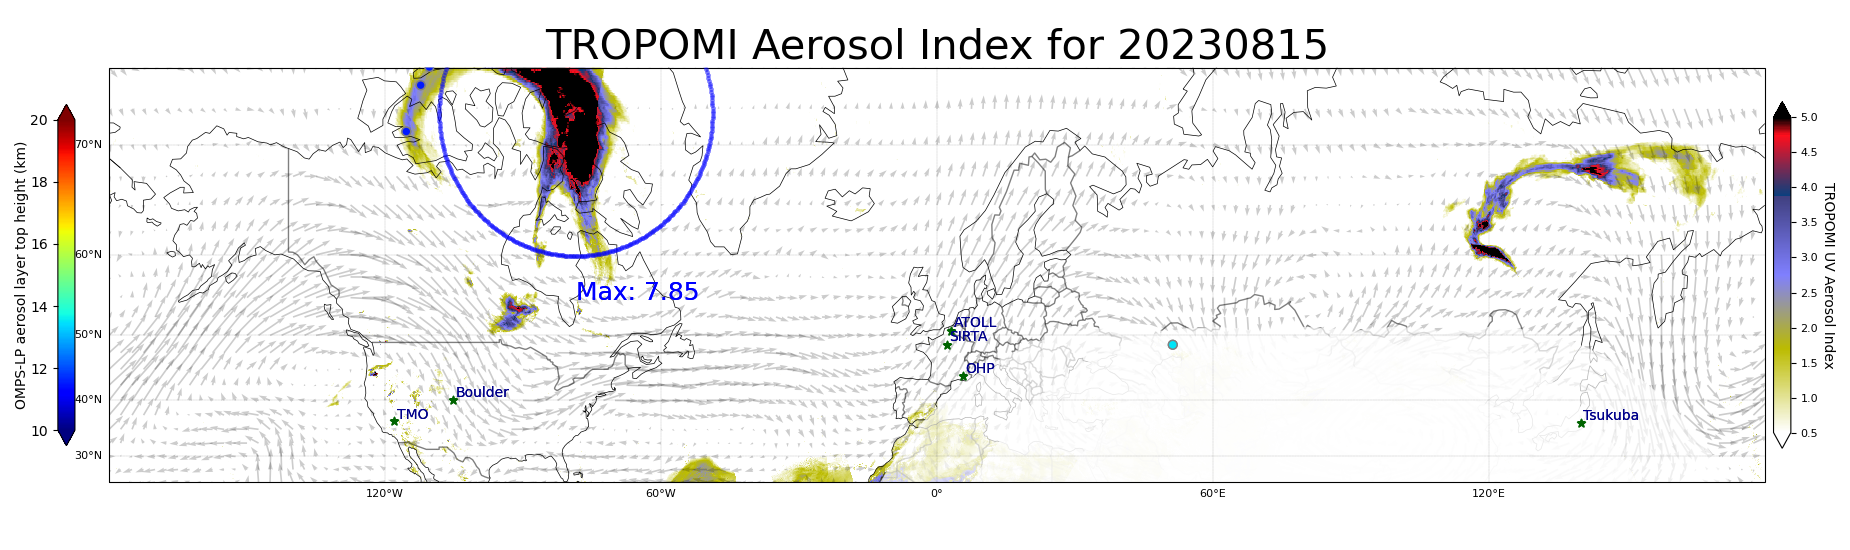 TROPOMI Aerosol Index for 20230815
OMPS-LP aerosol layer top height (km)
20
18
16
14
12
10
70°N
60°N
50°N
40°N
30°N
120°W
60°W
0°
60°E
120°E
Max: 7.85
ATOLL
SIRTA
OHP
Boulder
TMO
Tsukuba
5.0
4.5
4.0
3.5
3.0
2.5
2.0
1.5
1.0
0.5
TROPOMI UV Aerosol Index